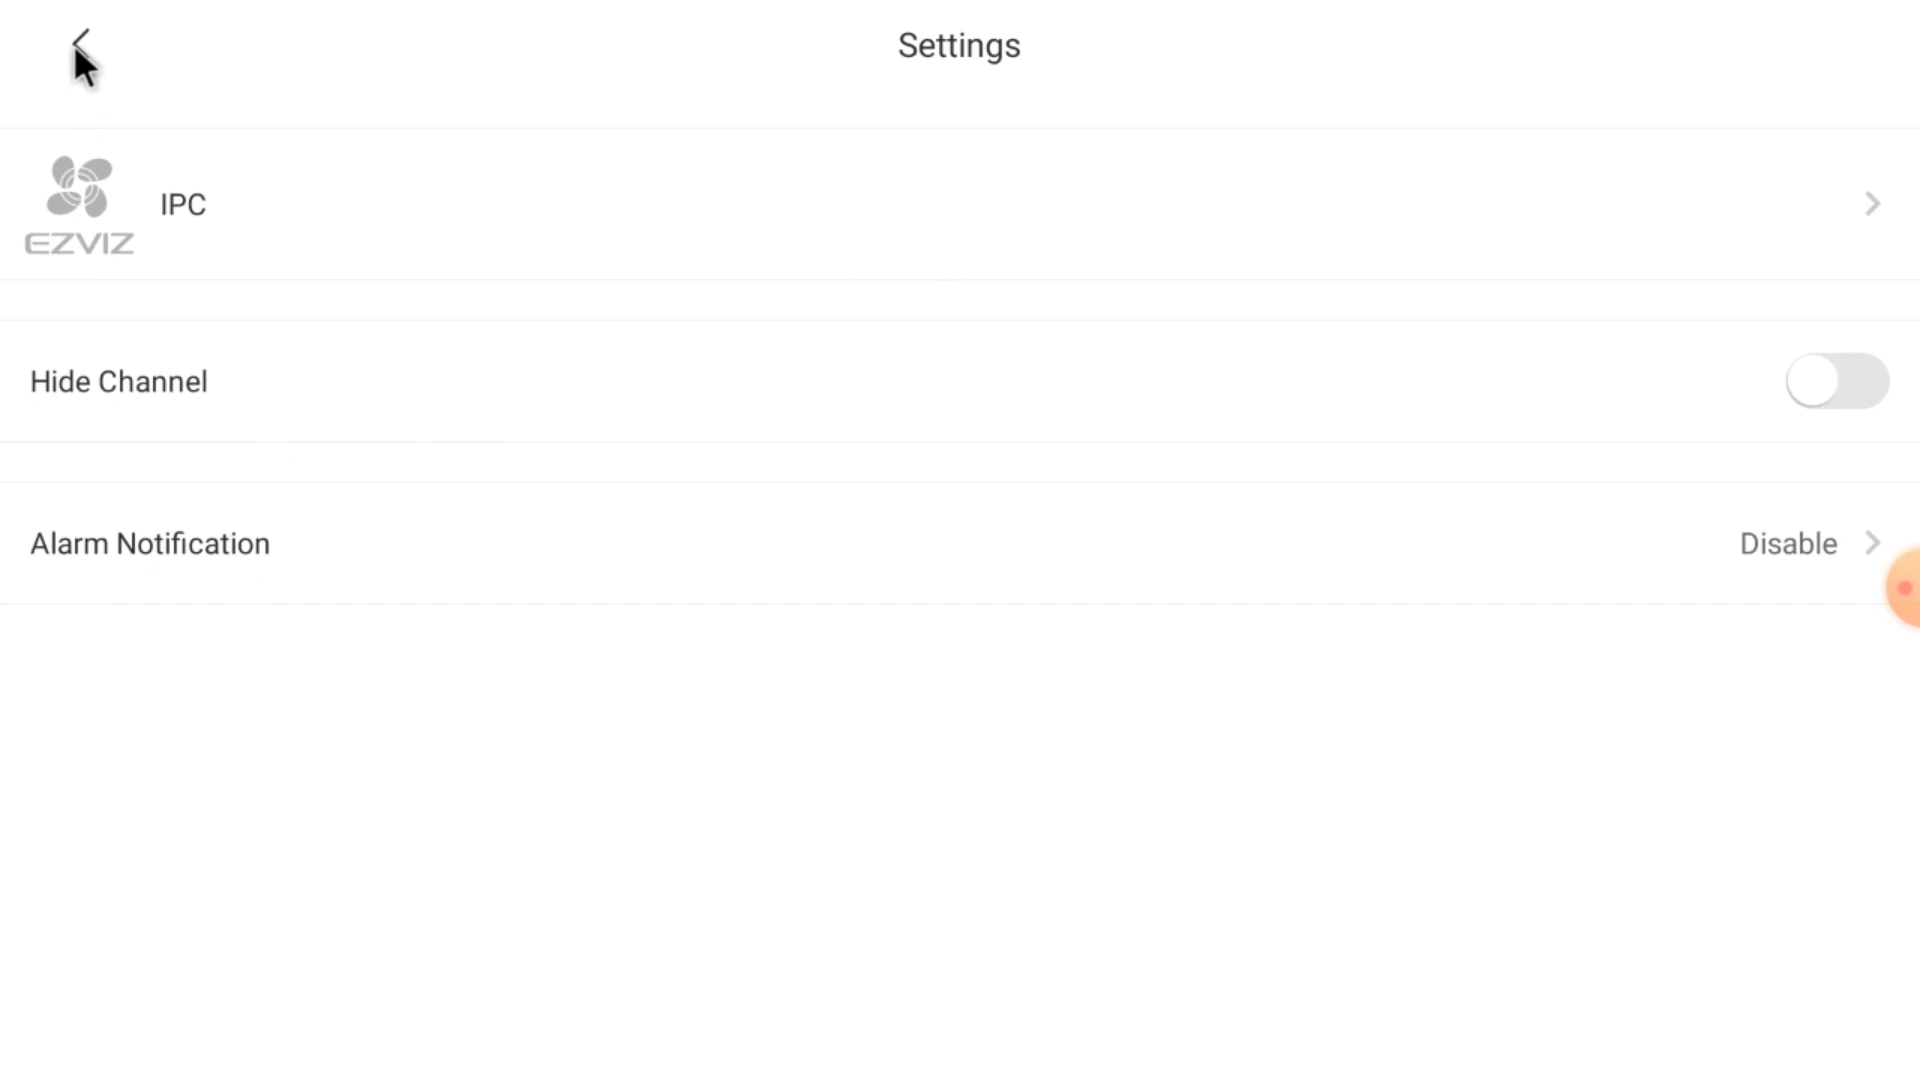 Settings
EZVIZ
IPC
Hide Channel
Alarm Notification
Disable